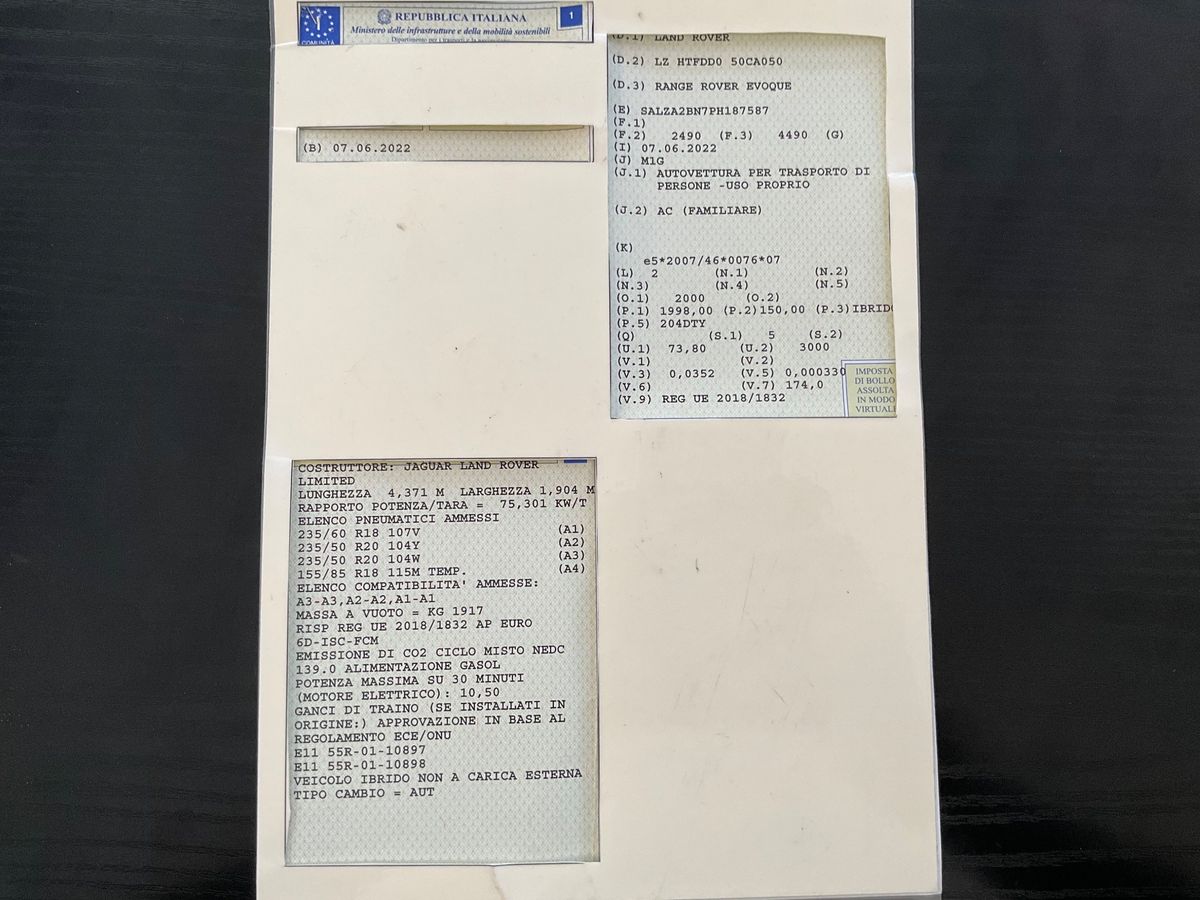 COMUNITÀ
REPUBBLICA ITALIANA
Ministero delle infrastrutture e della mobilità sostenibili
1
(B) 07.06.2022
(D.1) LAND ROVER
(D.2) LZ HTFDD0 50CA050
(D.3) RANGE ROVER EVOQUE
(E) SALZA2BN7PH187587
(F.1)
(F.2) 2490 (F.3) 4490 (G)
(I) 07.06.2022
(J) M1G
(J.1) AUTOVETTURA PER TRASPORTO DI
PERSONE -USO PROPRIO
(J.2) AC (FAMILIARE)
(K)
e5*2007/46*0076*07
(L) 2 (N.1) (N.2)
(N.3) (N.4) (N.5)
(O.1) 2000 (O.2)
(P.1) 1998,00 (P.2)150,00 (P.3)IBRID
(P.5) 204DTY
(Q) (S.1) 5 (S.2)
(U.1) 73,80 (U.2) 3000
(V.1) (V.2)
(V.3) 0,0352 (V.5) 0,000330
(V.6) (V.7) 174,0
(V.9) REG UE 2018/1832
IMPOSTA
DI BOLLO
ASSOLTA
IN MODO
VIRTUALE
COSTRUTTORE: JAGUAR LAND ROVER
LIMITED
LUNGHEZZA 4,371 M LARGHEZZA 1,904 M
RAPPORTO POTENZA/TARA = 75,301 KW/T
ELENCO PNEUMATICI AMMESSI
235/60 R18 107V (A1)
235/50 R20 104Y (A2)
235/50 R20 104W (A3)
155/85 R18 115M TEMP. (A4)
ELENCO COMPATIBILITA' AMMESSE:
A3-A3,A2-A2,A1-A1
MASSA A VUOTO = KG 1917
RISP REG UE 2018/1832 AP EURO
6D-ISC-FCM
EMISSIONE DI CO2 CICLO MISTO NEDC
139.0 ALIMENTAZIONE GASOL
POTENZA MASSIMA SU 30 MINUTI
(MOTORE ELETTRICO): 10,50
GANCI DI TRAINO (SE INSTALLATI IN
ORIGINE:) APPROVAZIONE IN BASE AL
REGOLAMENTO ECE/ONU
E11 55R-01-10897
E11 55R-01-10898
VEICOLO IBRIDO NON A CARICA ESTERNA
TIPO CAMBIO = AUT